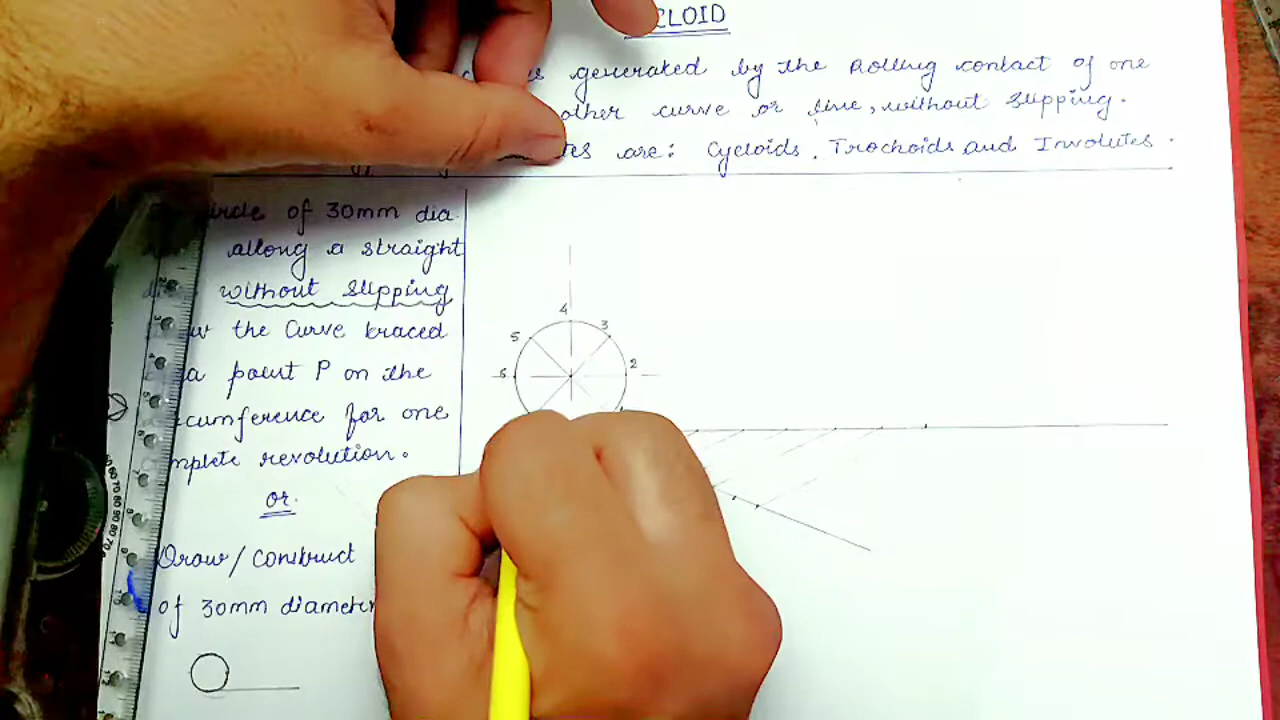 CLOID
generated by the Rolling contact of one
other curve or line, without slipping.
are: Cycloids, Trochoids and Involutes.
of 30mm dia
allong a straight
without slipping
the Curve traced
a point P on the
cumference for one
mplete revolution.
or
Draw/construct
of 30mm diameter
4
5
3
6
2